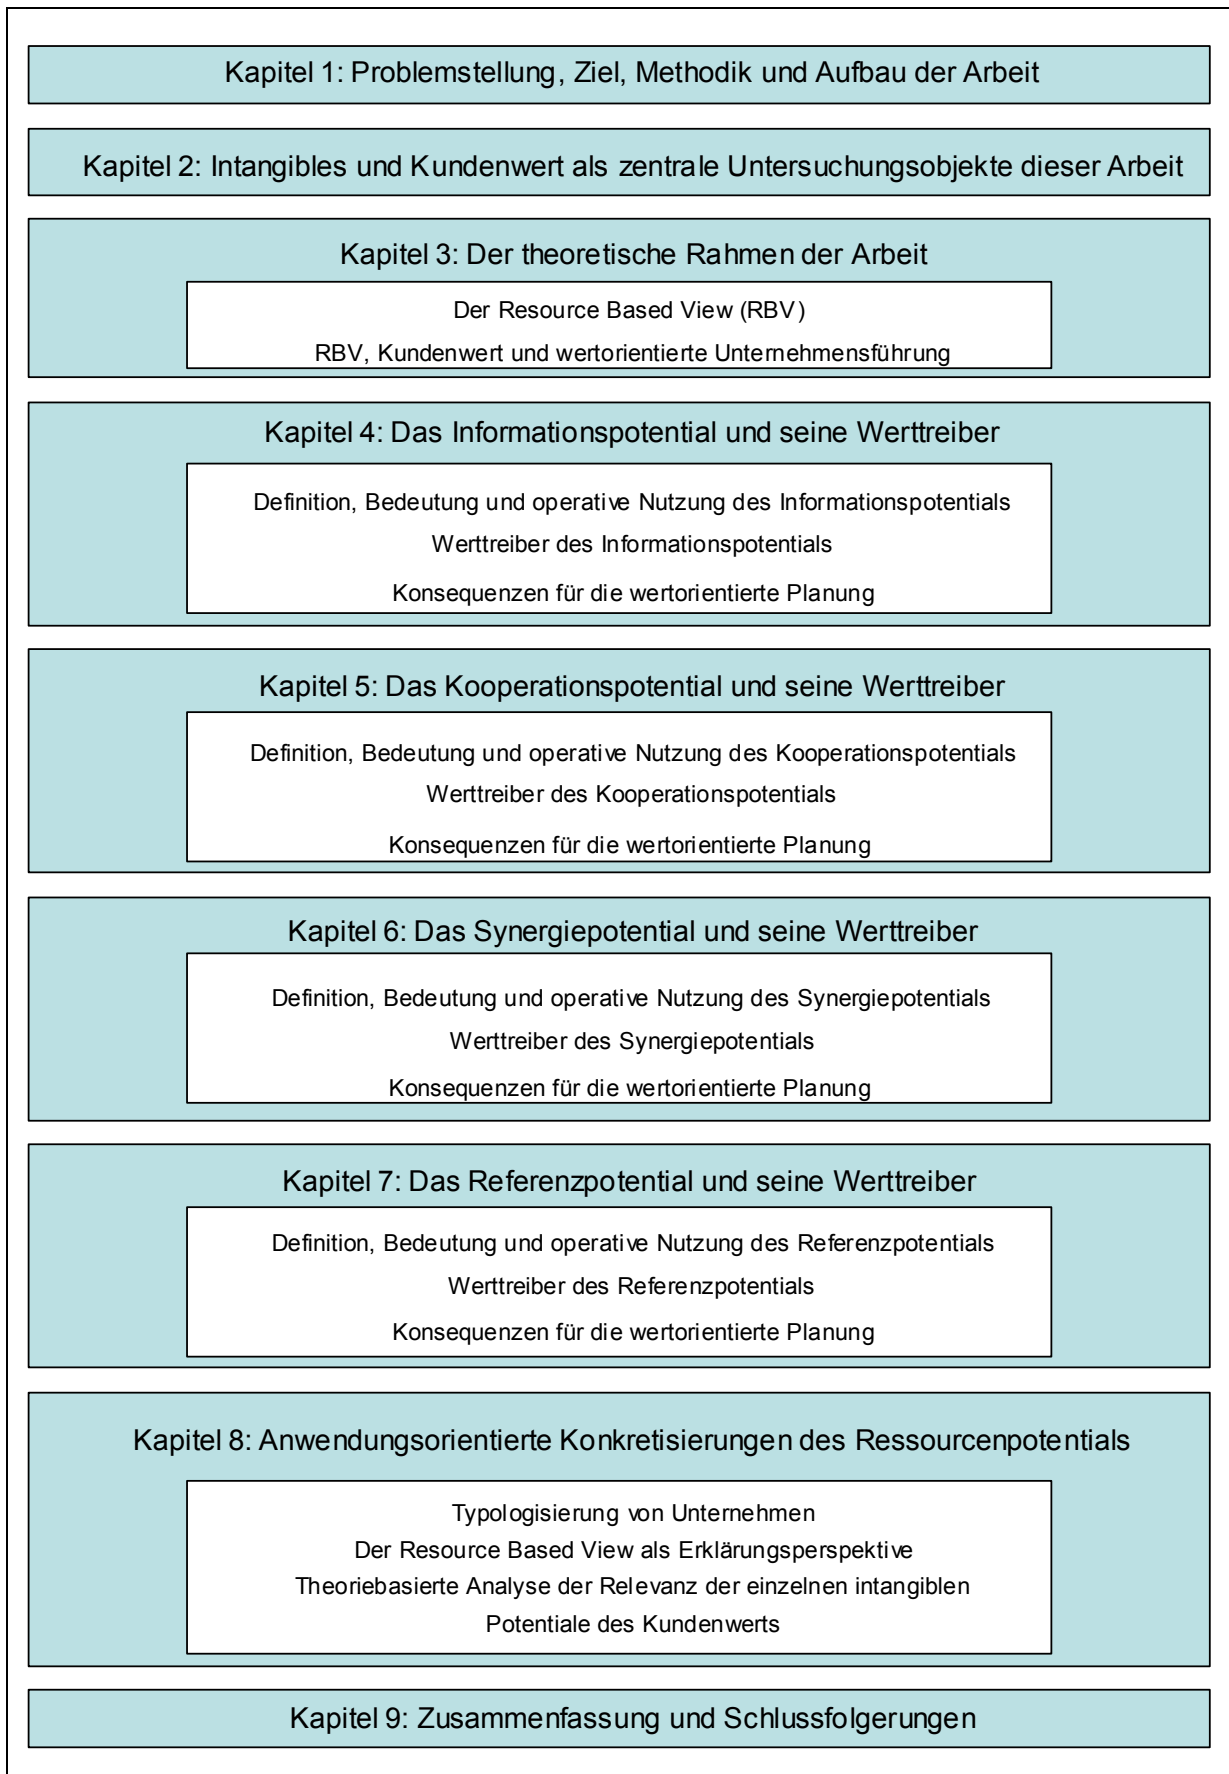 Kapitel 1: Problemstellung, Ziel, Methodik und Aufbau der Arbeit
Kapitel 2: Intangibles und Kundenwert als zentrale Untersuchungsobjekte dieser Arbeit
Kapitel 3: Der theoretische Rahmen der Arbeit
Der Resource Based View (RBV)
RBV, Kundenwert und wertorientierte Unternehmensführung
Kapitel 4: Das Informationspotential und seine Werttreiber
Definition, Bedeutung und operative Nutzung des Informationspotentials
Werttreiber des Informationspotentials
Konsequenzen für die wertorientierte Planung
Kapitel 5: Das Kooperationspotential und seine Werttreiber
Definition, Bedeutung und operative Nutzung des Kooperationspotentials
Werttreiber des Kooperationspotentials
Konsequenzen für die wertorientierte Planung
Kapitel 6: Das Synergiepotential und seine Werttreiber
Definition, Bedeutung und operative Nutzung des Synergiepotentials
Werttreiber des Synergiepotentials
Konsequenzen für die wertorientierte Planung
Kapitel 7: Das Referenzpotential und seine Werttreiber
Definition, Bedeutung und operative Nutzung des Referenzpotentials
Werttreiber des Referenzpotentials
Konsequenzen für die wertorientierte Planung
Kapitel 8: Anwendungsorientierte Konkretisierungen des Ressourcenpotentials
Typologisierung von Unternehmen
Der Resource Based View als Erklärungsperspektive
Theoriebasierte Analyse der Relevanz der einzelnen intangiblen
Potentiale des Kundenwerts
Kapitel 9: Zusammenfassung und Schlussfolgerungen